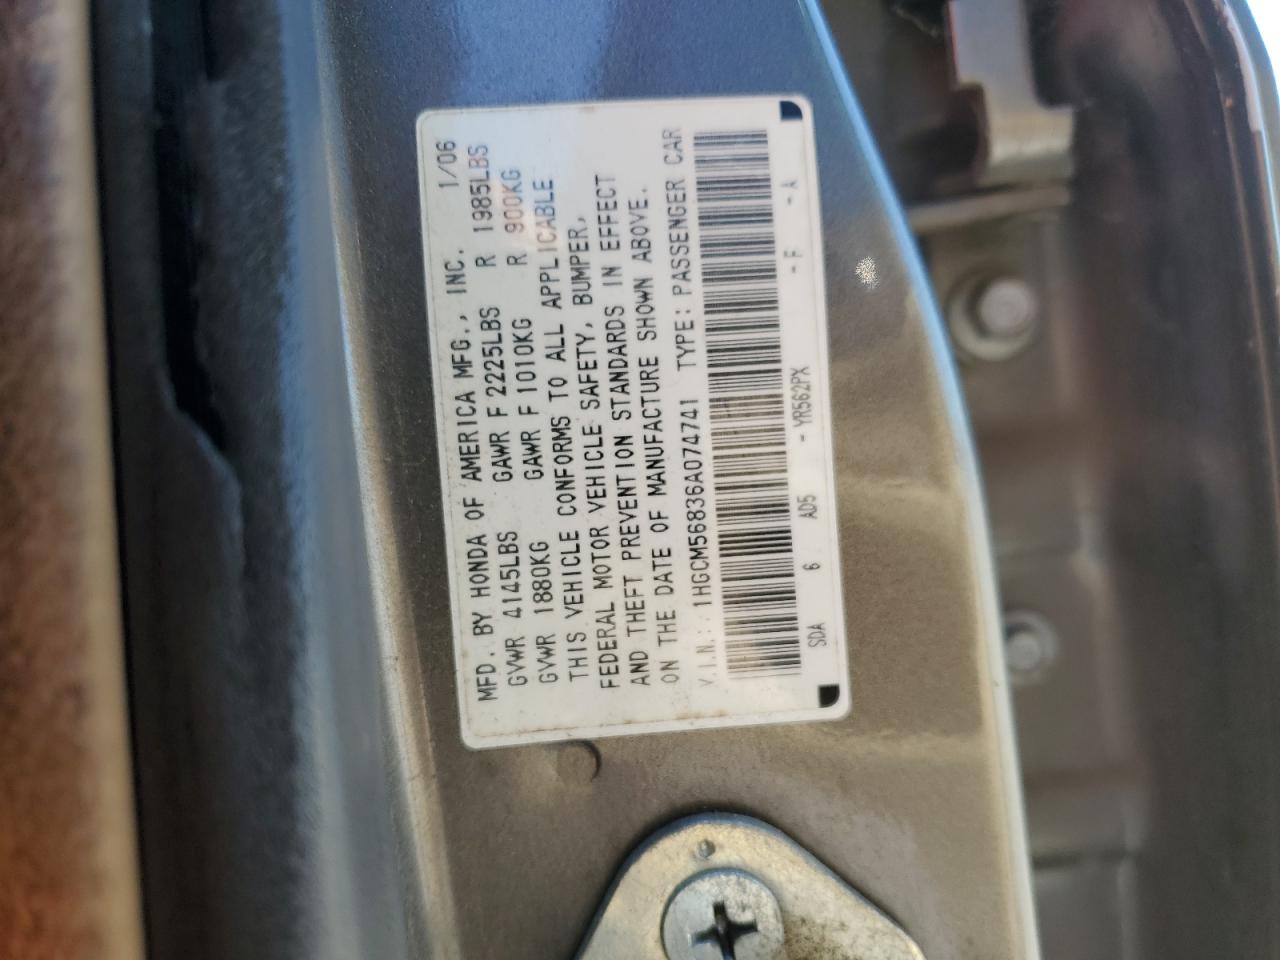 MFD. BY HONDA OF AMERICA MFG., INC. 1/06
GVWR 4145LBS GAWR F 2225LBS R 1985LBS
GVWR 1880KG GAWR F 1010KG R 900KG
THIS VEHICLE CONFORMS TO ALL APPLICABLE
FEDERAL MOTOR VEHICLE SAFETY, BUMPER,
AND THEFT PREVENTION STANDARDS IN EFFECT
ON THE DATE OF MANUFACTURE SHOWN ABOVE.
V.I.N.: 1HGCM56836A074741 TYPE: PASSENGER CAR
SDA 6 AD5 - YR562PX - F - A